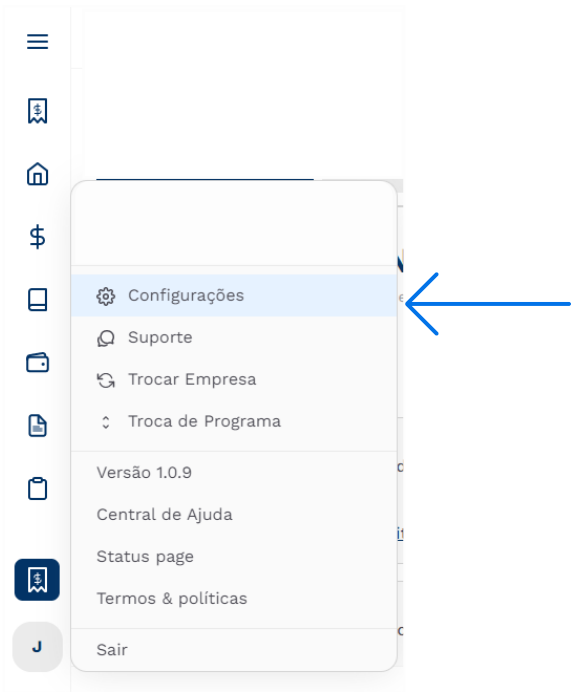 Configurações
Suporte
Trocar Empresa
Troca de Programa
Versão 1.0.9
Central de Ajuda
Status page
Termos & políticas
Sair
J